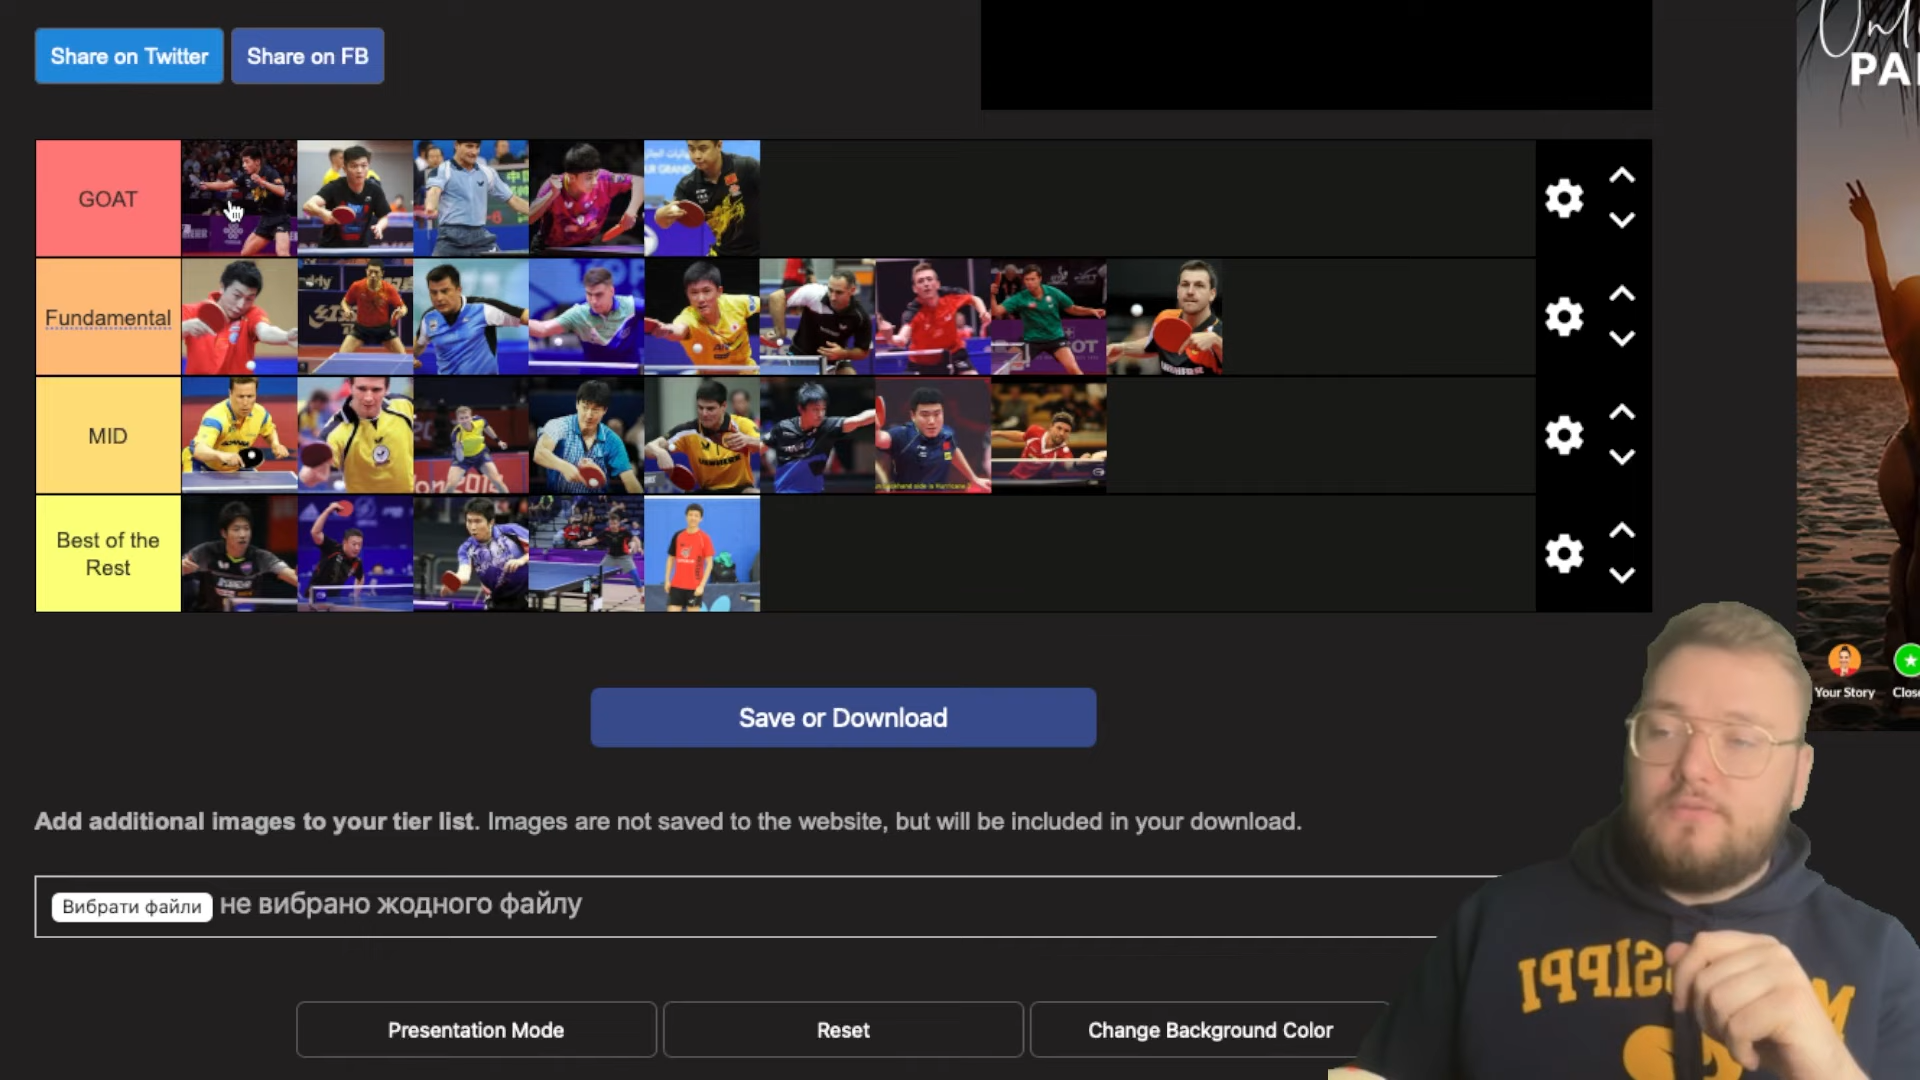 Share on Twitter
Share on FB
PA
GOAT
Fundamental
MID
Best of the
Rest
Your Story
Close
Save or Download
Add additional images to your tier list. Images are not saved to the website, but will be included in your download.
Вибрати файли не вибрано жодного файлу
Presentation Mode
Reset
Change Background Color